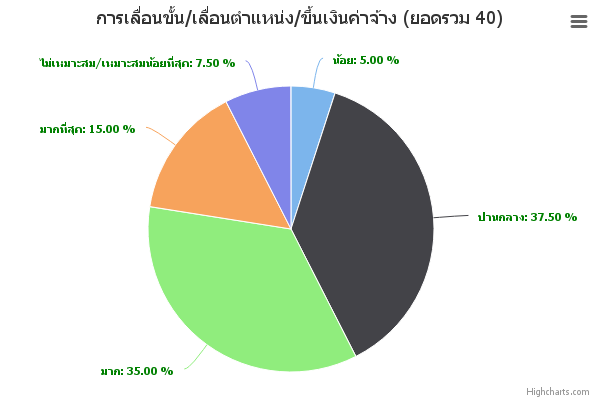 การเลื่อนขั้น/เลื่อนตำแหน่ง/ขึ้นเงินค่าจ้าง (ยอดรวม 40)
ไม่เหมาะสม/เหมาะสมน้อยที่สุด: 7.50 %
น้อย: 5.00 %
มากที่สุด: 15.00 %
ปานกลาง: 37.50 %
มาก: 35.00 %
Highcharts.com